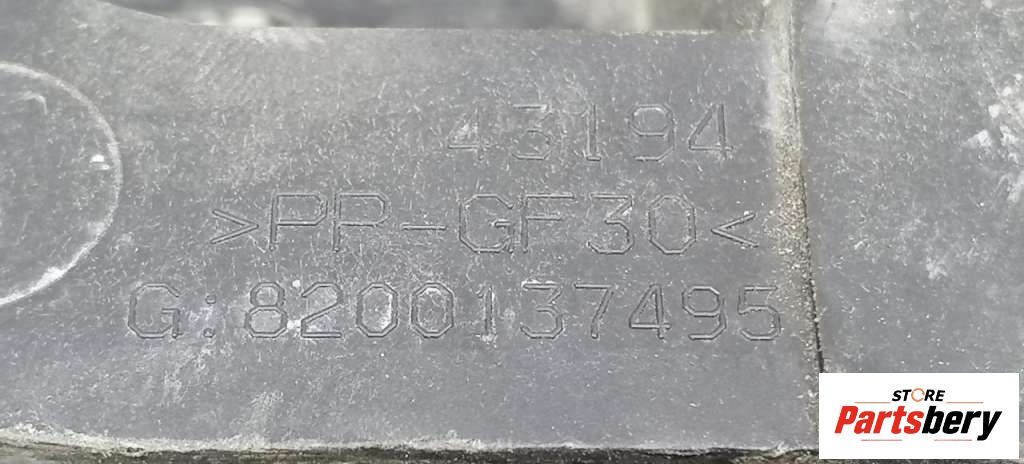 43194
>PP-GF30<
G:8200137495
STORE
Partsbery